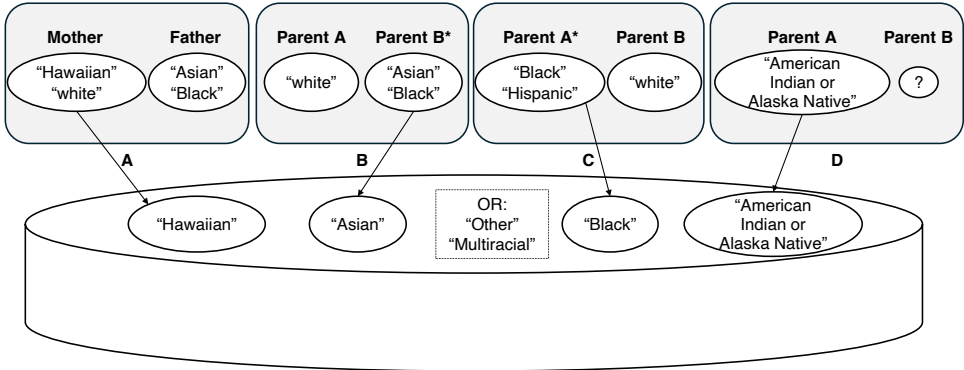 Mother Father
“Hawaiian”
“white”
“Asian”
“Black”
Parent A Parent B*
“white”
“Asian”
“Black”
Parent A* Parent B
“Black”
“Hispanic”
“white”
Parent A Parent B
“American
Indian or
Alaska Native”
?
A
B
C
D
“Hawaiian”
“Asian”
OR:
“Other”
“Multiracial”
“Black”
“American
Indian or
Alaska Native”